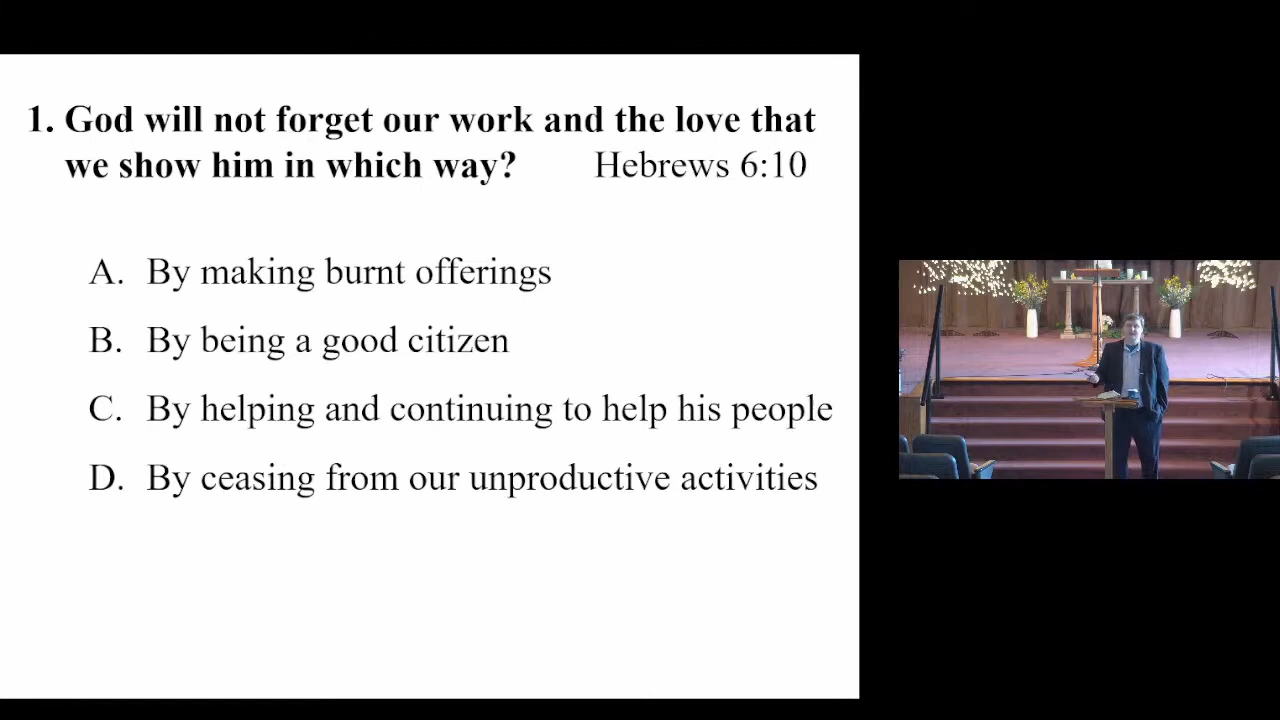 1. God will not forget our work and the love that
we show him in which way? Hebrews 6:10
A. By making burnt offerings
B. By being a good citizen
C. By helping and continuing to help his people
D. By ceasing from our unproductive activities